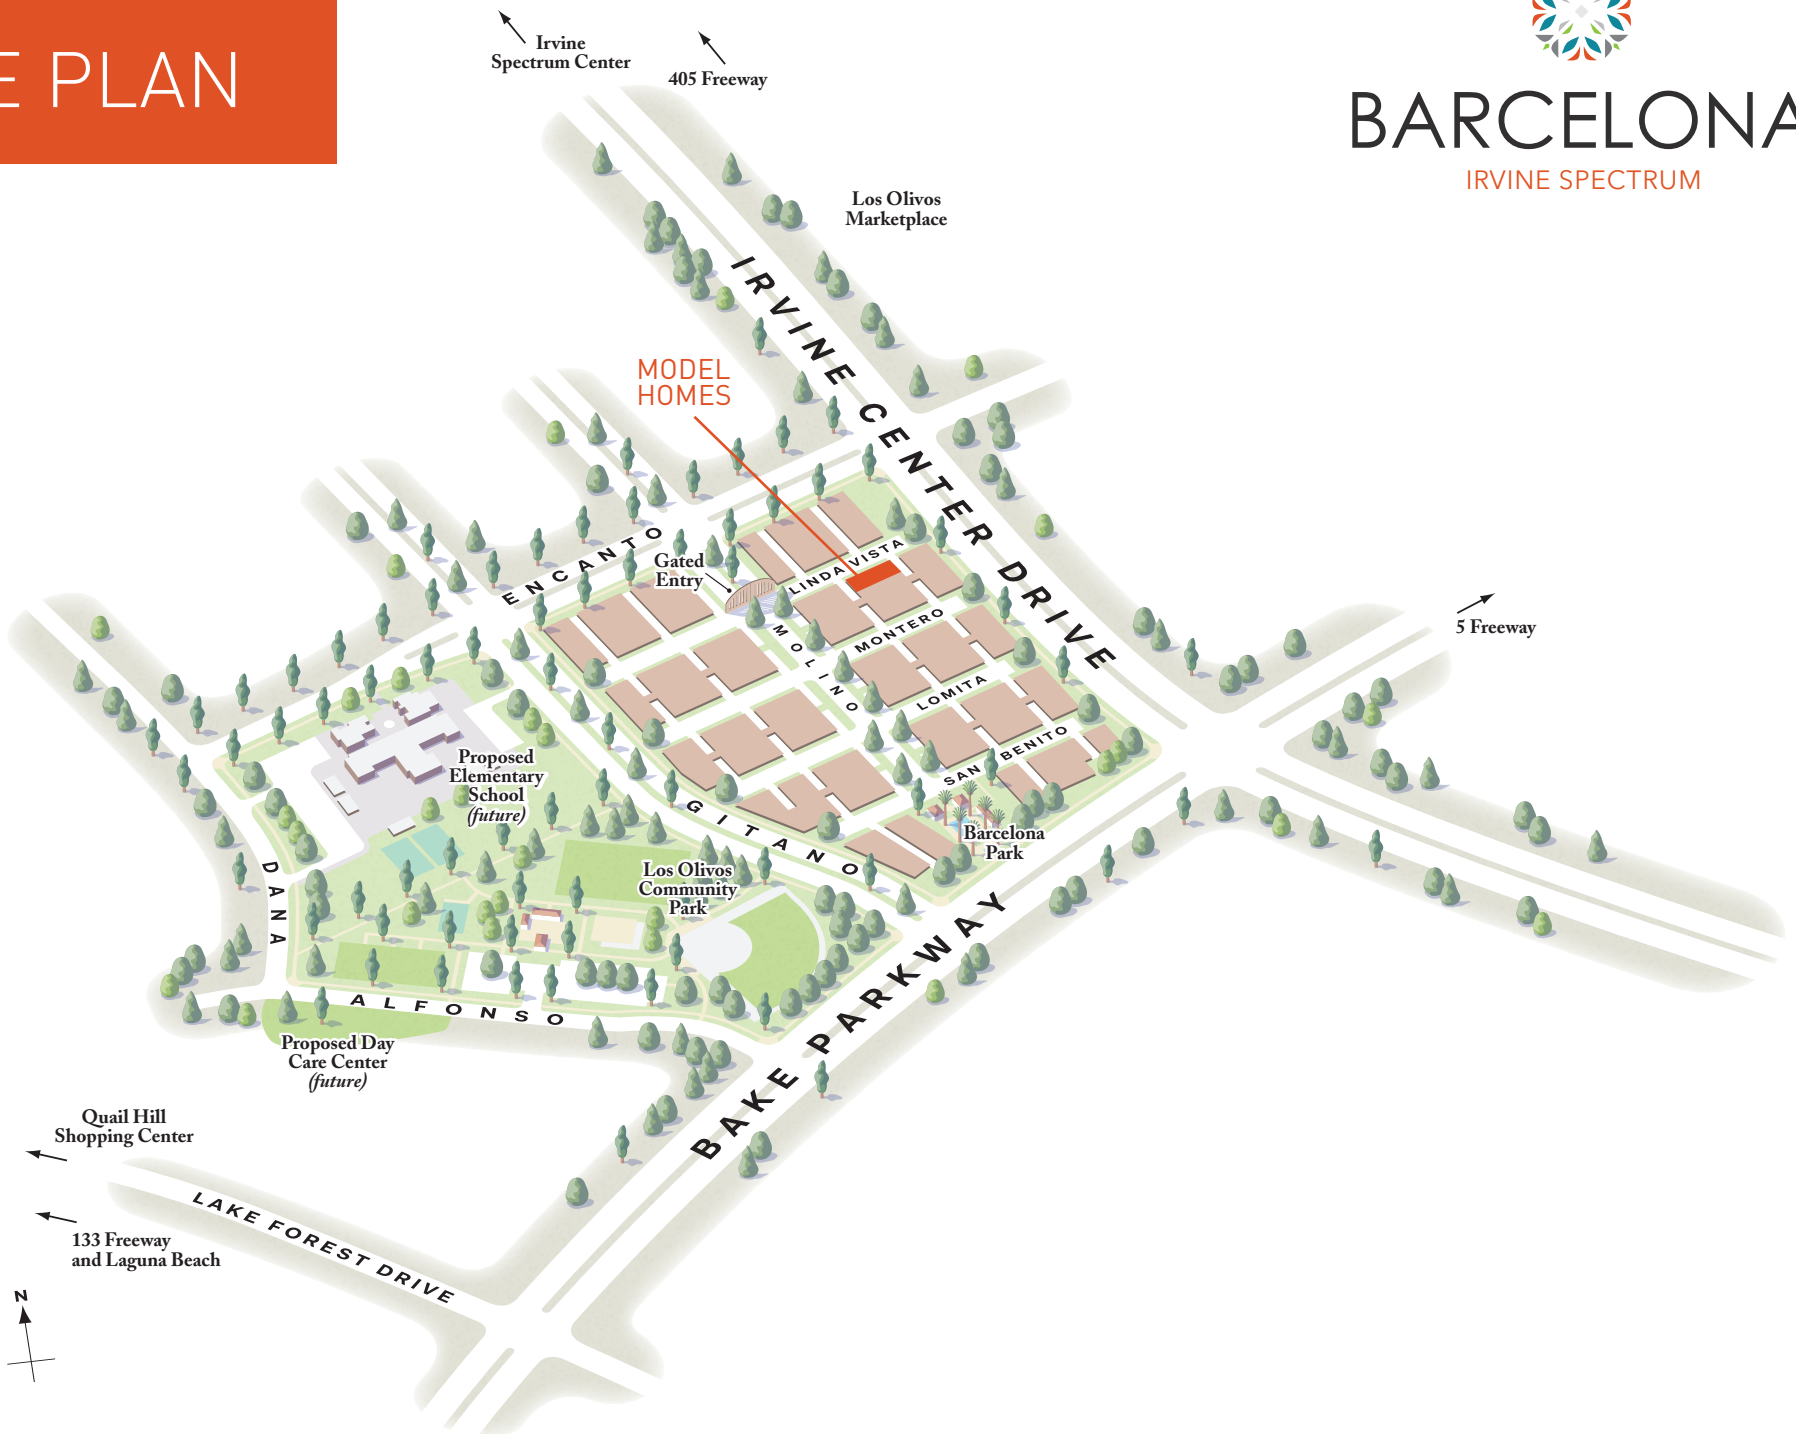 E PLAN
BARCELONA
IRVINE SPECTRUM
Irvine
Spectrum Center
405 Freeway
Los Olivos
Marketplace
IRVINE CENTER DRIVE
MODEL
HOMES
ENCANTO
Gated
Entry
LINDA VISTA
MONTERO
MOLINO
LOMITA
SAN BENITO
5 Freeway
Proposed
Elementary
School
(future)
GITANO
Barcelona
Park
Los Olivos
Community
Park
DANA
ALFONSO
BAKE PARKWAY
Proposed Day
Care Center
(future)
Quail Hill
Shopping Center
LAKE FOREST DRIVE
133 Freeway
and Laguna Beach
N